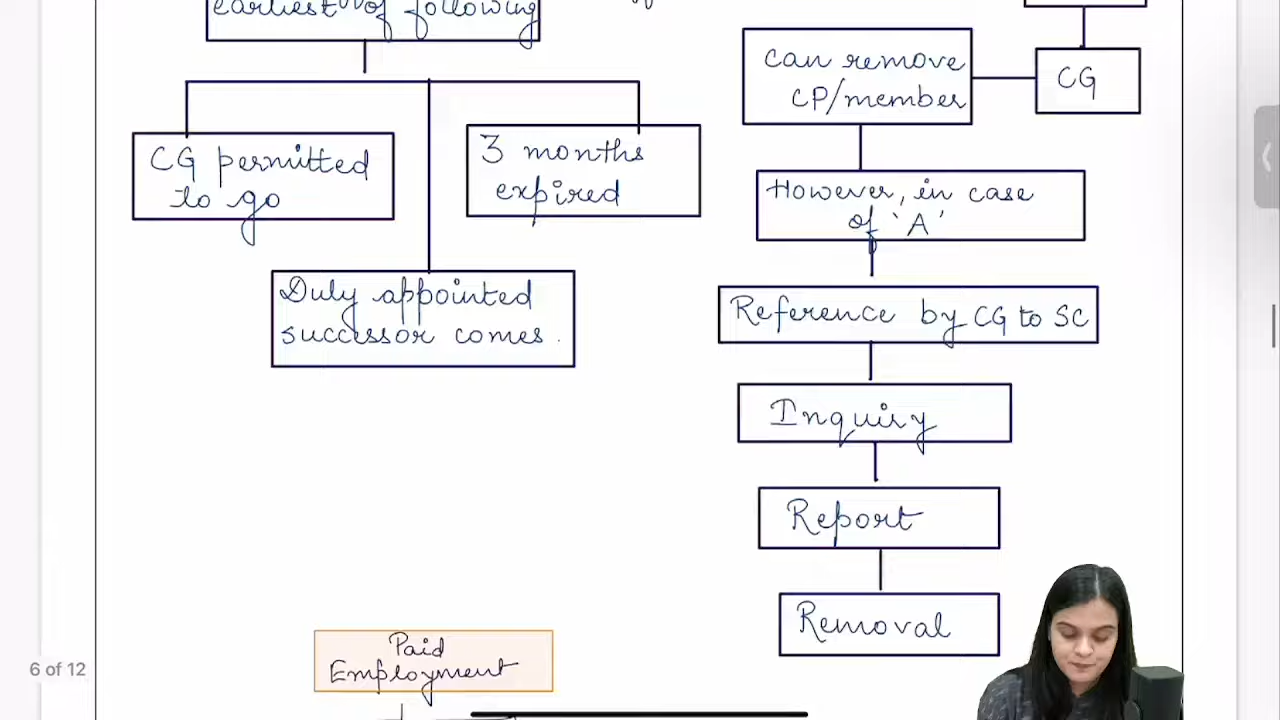 earliest of following
CG permitted
to go
3 months
expired
Duly appointed
successor comes.
CG
can remove
CP/member
However, in case
of 'A'
Reference by CG to SC
Inquiry
Report
Removal
Paid
Employment
6 of 12